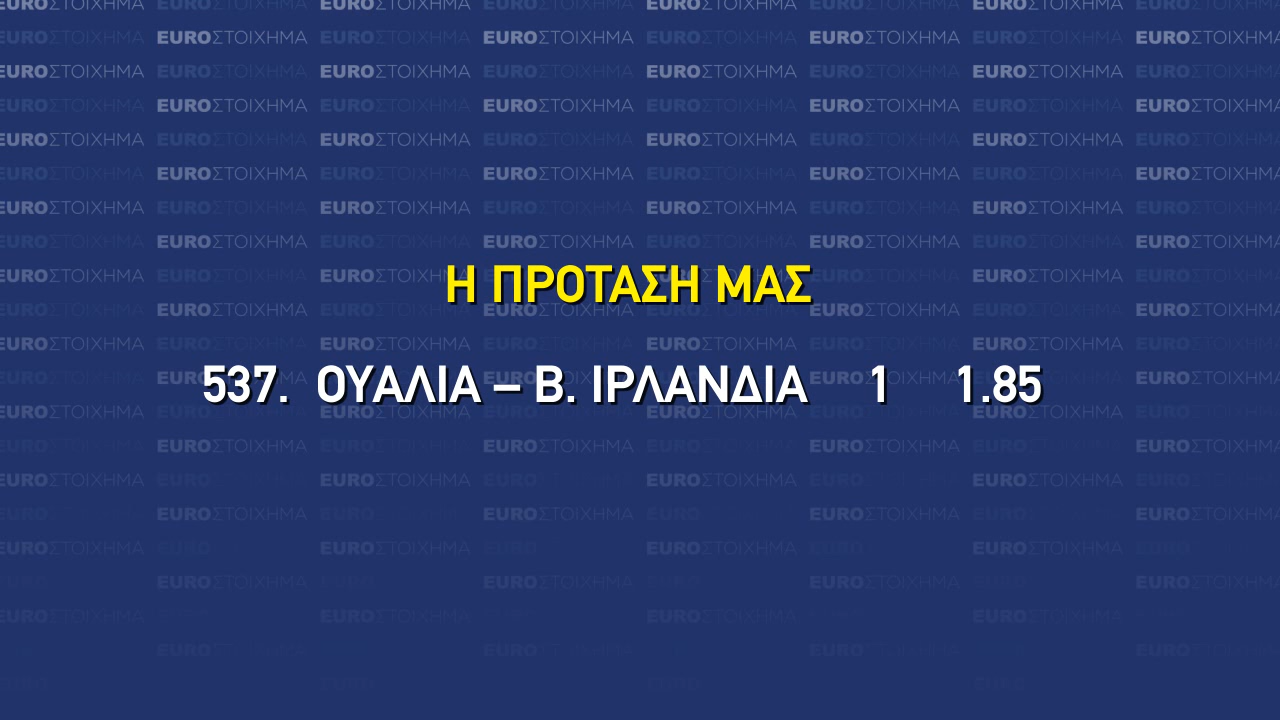 Η ΠΡΟΤΑΣΗ ΜΑΣ
537. ΟΥΑΛΙΑ – Β. ΙΡΛΑΝΔΙΑ 1 1.85